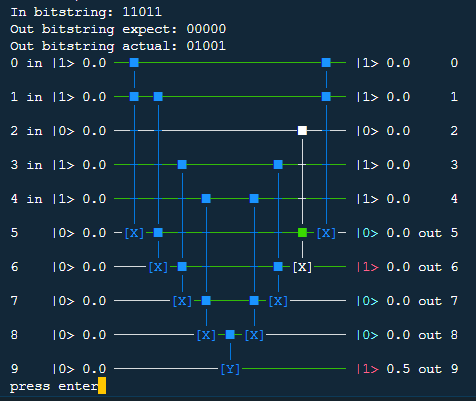 In bitstring: 11011
Out bitstring expect: 00000
Out bitstring actual: 01001
0 in |1> 0.0 |1> 0.0 0
1 in |1> 0.0 |1> 0.0 1
2 in |0> 0.0 |0> 0.0 2
3 in |1> 0.0 |1> 0.0 3
4 in |1> 0.0 |1> 0.0 4
5 |0> 0.0 [X] [X] |0> 0.0 out 5
6 |0> 0.0 [X] [X] |1> 0.0 out 6
7 |0> 0.0 [X] [X] |0> 0.0 out 7
8 |0> 0.0 [X] [X] |0> 0.0 out 8
9 |0> 0.0 [Y] |1> 0.5 out 9
press enter